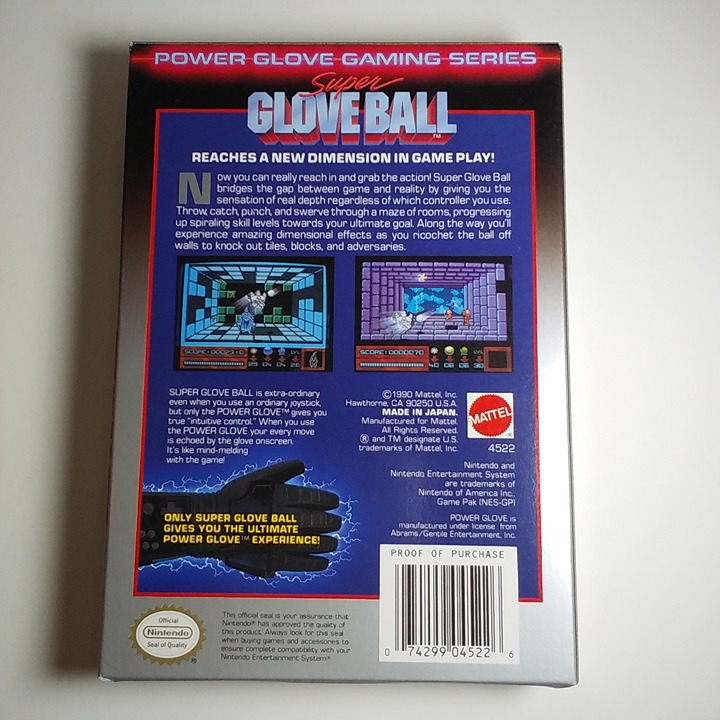 POWER GLOVE GAMING SERIES
Super
GLOVE BALL™
REACHES A NEW DIMENSION IN GAME PLAY!
Now you can really reach in and grab the action! Super Glove Ball
bridges the gap between game and reality by giving you the
sensation of real depth regardless of which controller you use.
Throw, catch, punch, and swerve through a maze of rooms, progressing
up spiraling skill levels towards your ultimate goal. Along the way you'll
experience amazing dimensional effects as you ricochet the ball off
walls to knock out tiles, blocks, and adversaries.
SCORE:0002310
LVL
SCORE:0000070
LVL
40 06 06 30
SUPER GLOVE BALL is extra-ordinary
even when you use an ordinary joystick,
but only the POWER GLOVE™ gives you
true "intuitive control." When you use
the POWER GLOVE your every move
is echoed by the glove onscreen.
It's like mind-melding
with the game!
ONLY SUPER GLOVE BALL
GIVES YOU THE ULTIMATE
POWER GLOVE™ EXPERIENCE!
©1990 Mattel, Inc.
Hawthorne, CA 90250 U.S.A.
MADE IN JAPAN.
Manufactured for Mattel.
All Rights Reserved.
® and TM designate U.S.
trademarks of Mattel, Inc.
MATTEL®
4522
Nintendo and
Nintendo Entertainment System
are trademarks of
Nintendo of America Inc.,
Game Pak (NES-GP)
POWER GLOVE is
manufactured under license from
Abrams/Gentile Entertainment, Inc.
PROOF OF PURCHASE
0 74299 04522 6
Official
Nintendo
Seal of Quality
®
This official seal is your assurance that
Nintendo® has approved the quality of
this product. Always look for this seal
when buying games and accessories to
ensure complete compatibility with your
Nintendo Entertainment System®.